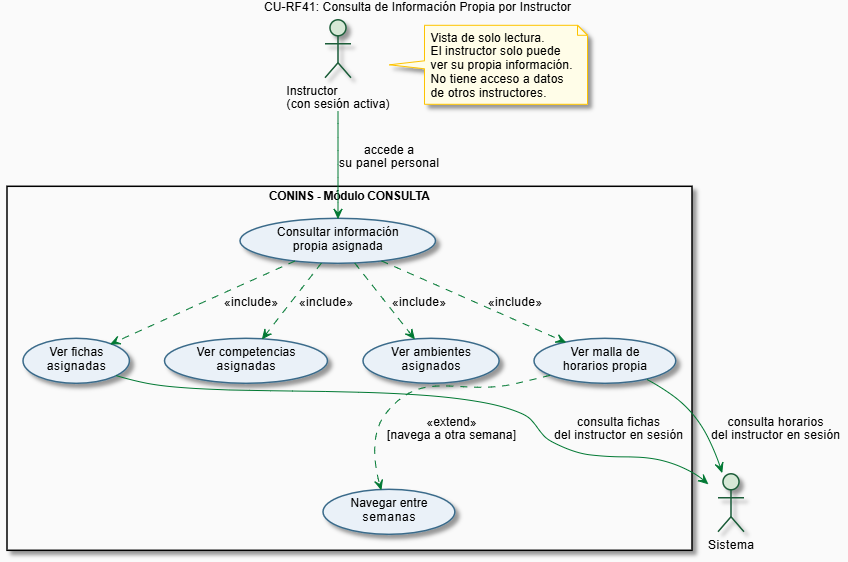 CU-RF41: Consulta de Información Propia por Instructor
Vista de solo lectura.
El instructor solo puede
ver su propia información.
No tiene acceso a datos
de otros instructores.
Instructor
(con sesión activa)
accede a
su panel personal
CONINS - Módulo CONSULTA
Consultar información
propia asignada
«include»
«include»
«include»
«include»
Ver fichas
asignadas
Ver competencias
asignadas
Ver ambientes
asignados
Ver malla de
horarios propia
«extend»
[navega a otra semana]
consulta fichas
del instructor en sesión
consulta horarios
del instructor en sesión
Navegar entre
semanas
Sistema